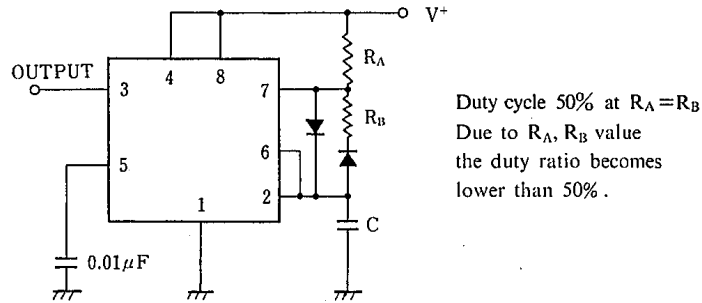 V+
OUTPUT
4
8
RA
3
7
RB
6
5
2
1
C
0.01μF
Duty cycle 50% at RA=RB
Due to RA, RB value
the duty ratio becomes
lower than 50%.